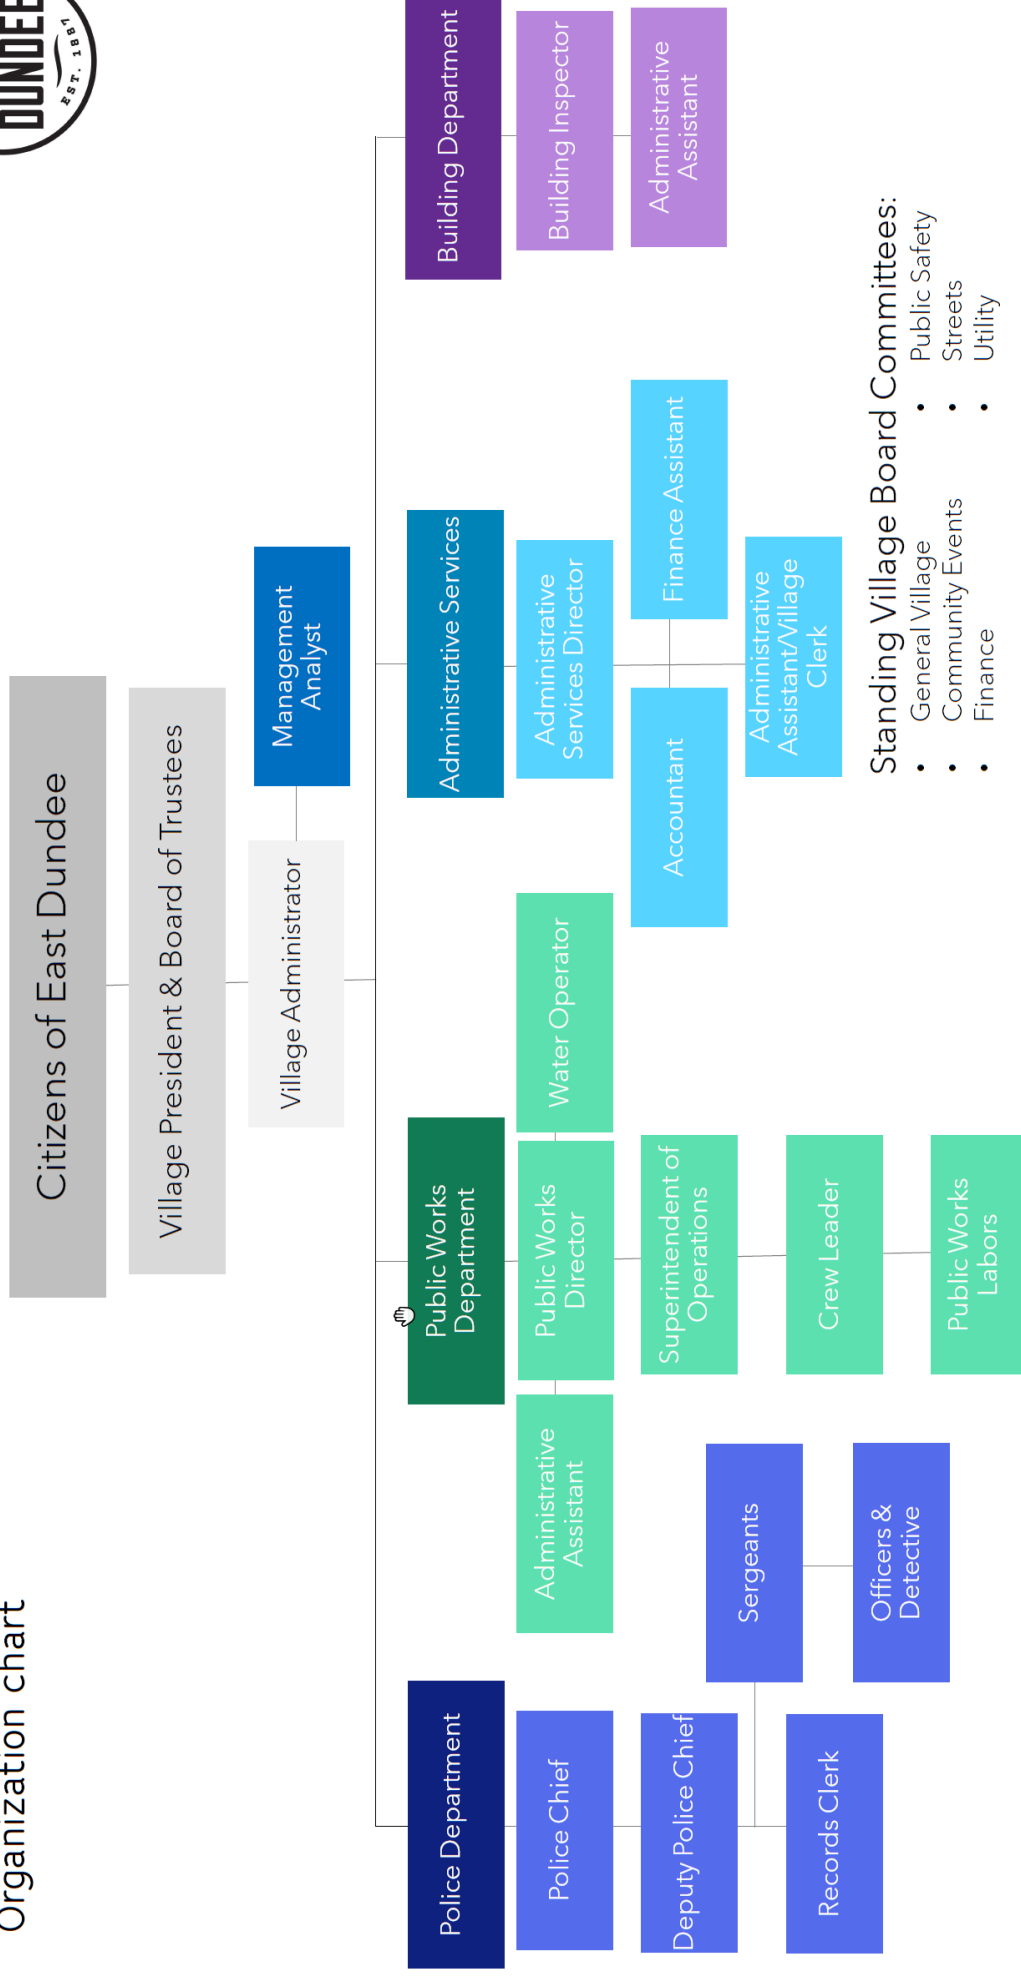 Organization chart
DUNDEE
EST. 1887
Citizens of East Dundee
Village President & Board of Trustees
Village Administrator
Management
Analyst
Police Department
Police Chief
Deputy Police Chief
Records Clerk
Sergeants
Officers &
Detective
Public Works
Department
Administrative
Assistant
Public Works
Director
Water Operator
Superintendent of
Operations
Crew Leader
Public Works
Labors
Administrative Services
Administrative
Services Director
Accountant
Finance Assistant
Administrative
Assistant/Village
Clerk
Building Department
Building Inspector
Administrative
Assistant
Standing Village Board Committees:
• General Village
• Community Events
• Finance
• Public Safety
• Streets
• Utility